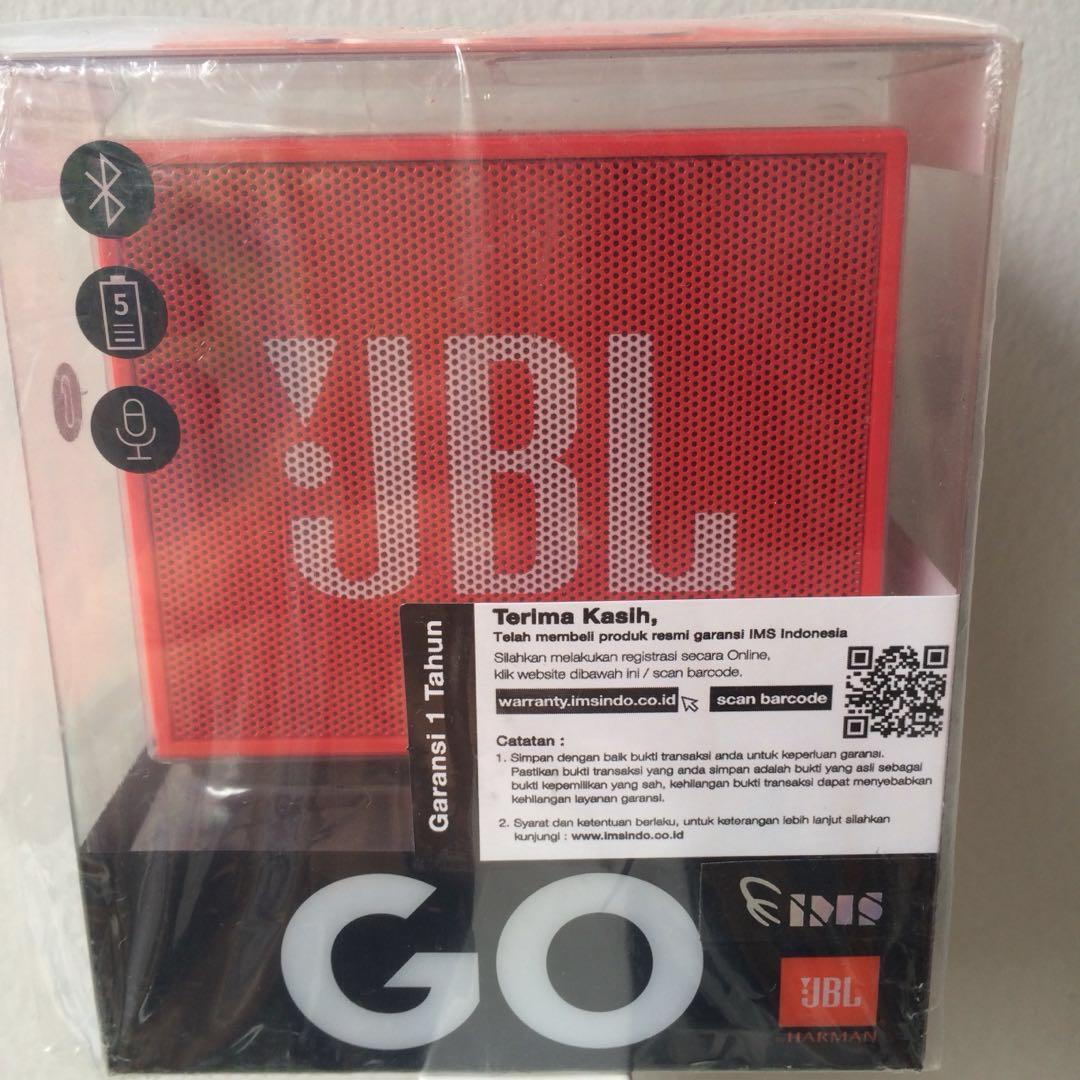 5
JBL
Garansi 1 Tahun
Terima Kasih,
Telah membeli produk resmi garansi IMS Indonesia
Silahkan melakukan registrasi secara Online,
klik website dibawah ini / scan barcode.
warranty.imsindo.co.id scan barcode
Catatan :
1. Simpan dengan baik bukti transaksi anda untuk keperluan garansi.
Pastikan bukti transaksi yang anda simpan adalah bukti yang asli sebagai
bukti kepemilikan yang sah, kehilangan bukti transaksi dapat menyebabkan
kehilangan layanan garansi.
2. Syarat dan ketentuan berlaku, untuk keterangan lebih lanjut silahkan
kunjungi : www.imsindo.co.id
GO
IMS
JBL
HARMAN